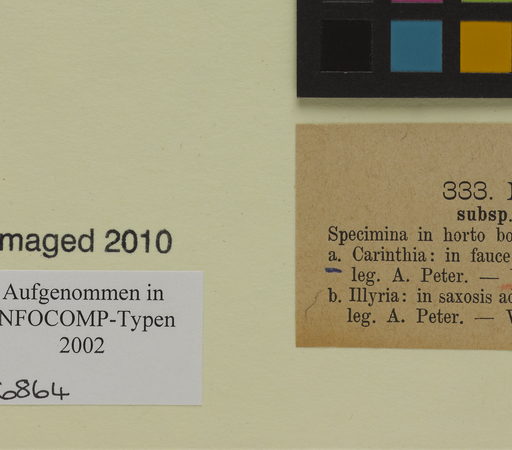 maged 2010
Aufgenommen in
NFOCOMP-Typen
2002
6864
333.
subsp.
Specimina in horto bo
a. Carinthia: in fauce
leg. A. Peter. —
b. Illyria: in saxosis ad
leg. A. Peter. —